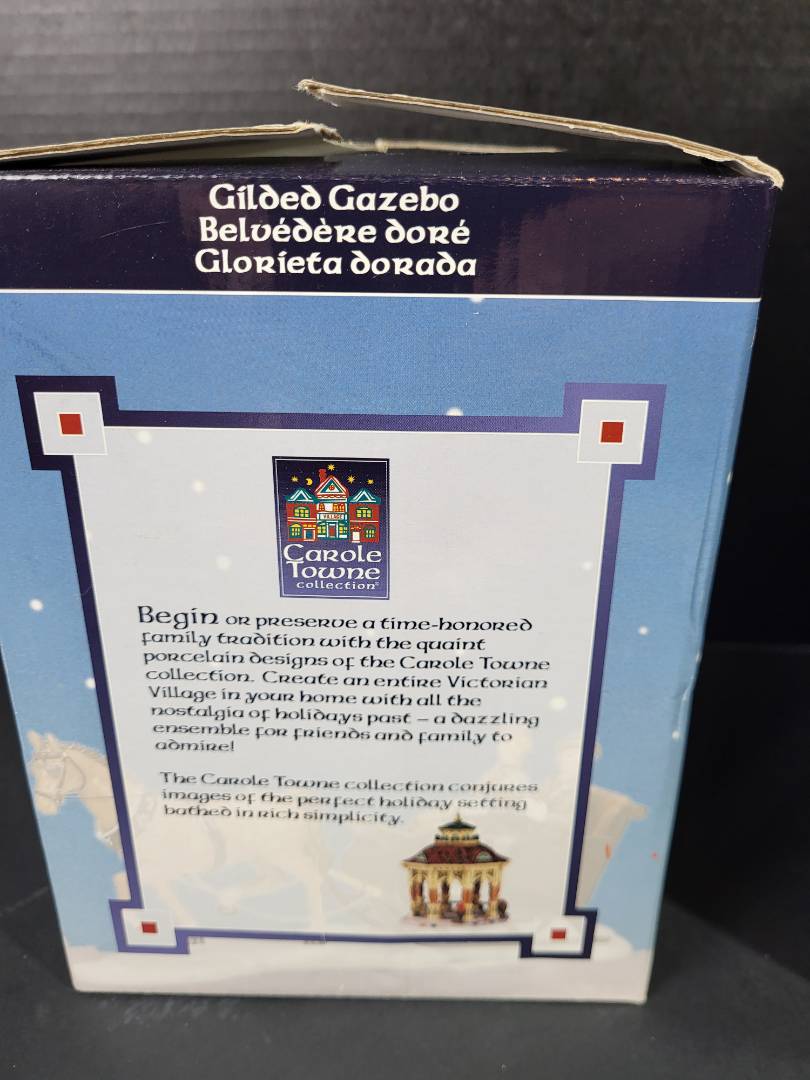 Gilded Gazebo
Belvédère doré
Glorieta dorada
VILLAGE
Carole
Towne
collection®
Begin or preserve a time-honored
family tradition with the quaint
porcelain designs of the Carole Towne
collection. Create an entire Victorian
Village in your home with all the
nostalgia of holidays past – a dazzling
ensemble for friends and family to
admire!
The Carole Towne collection conjures
images of the perfect holiday setting
bathed in rich simplicity.